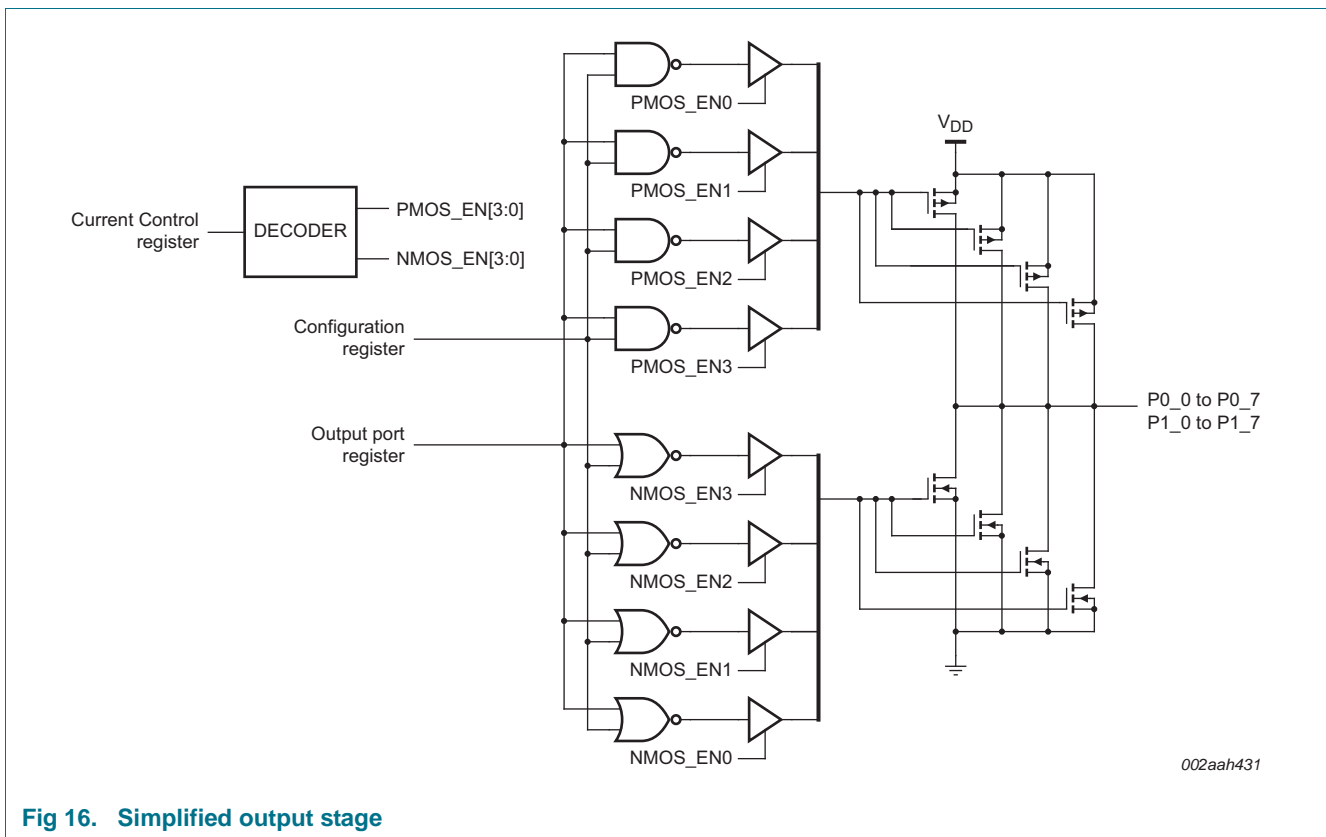 PMOS_EN0
PMOS_EN1
PMOS_EN2
PMOS_EN3
Current Control
register
DECODER
PMOS_EN[3:0]
NMOS_EN[3:0]
Configuration
register
Output port
register
NMOS_EN3
NMOS_EN2
NMOS_EN1
NMOS_EN0
VDD
P0_0 to P0_7
P1_0 to P1_7
002aah431
Fig 16. Simplified output stage